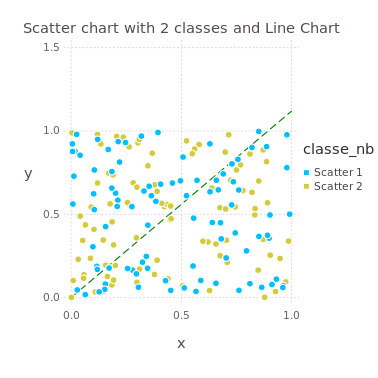 Scatter chart with 2 classes and Line Chart
1.5
1.0
0.5
0.0
y
0.0
0.5
1.0
x
classe_nb
Scatter 1
Scatter 2